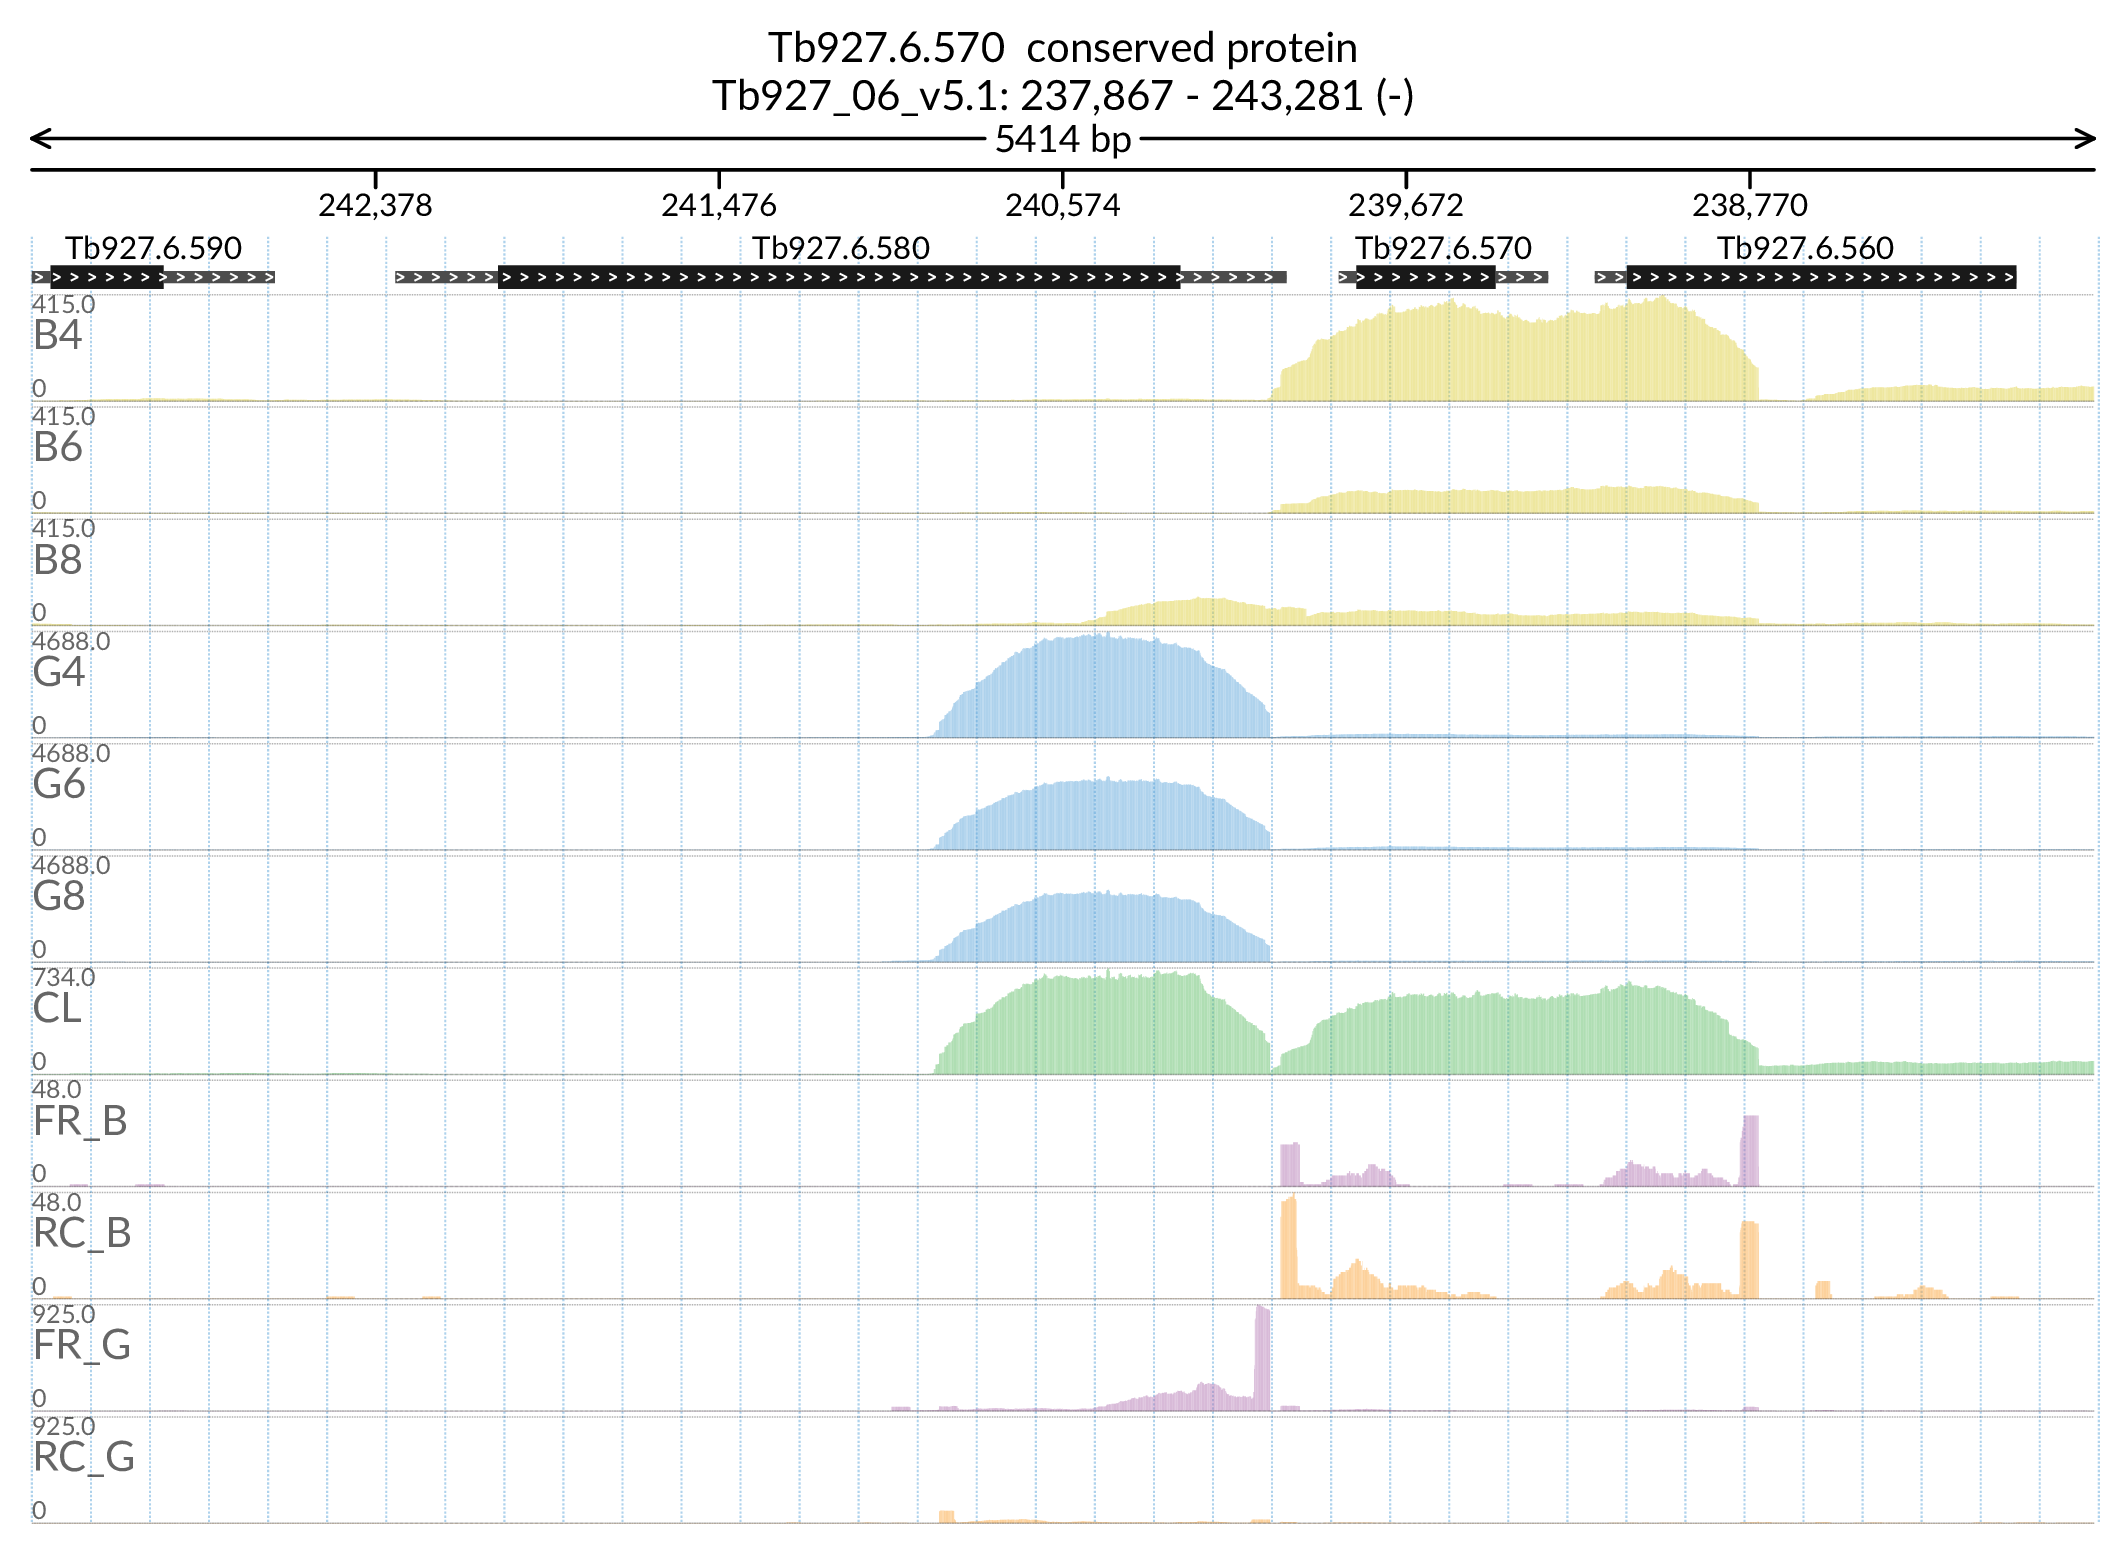 Tb927.6.570 conserved protein
Tb927_06_v5.1: 237,867 - 243,281 (-)
5414 bp
242,378 241,476 240,574 239,672 238,770
Tb927.6.590 Tb927.6.580 Tb927.6.570 Tb927.6.560
415.0
B4
0
415.0
B6
0
415.0
B8
0
4688.0
G4
0
4688.0
G6
0
4688.0
G8
0
734.0
CL
0
48.0
FR_B
0
48.0
RC_B
0
925.0
FR_G
0
925.0
RC_G
0